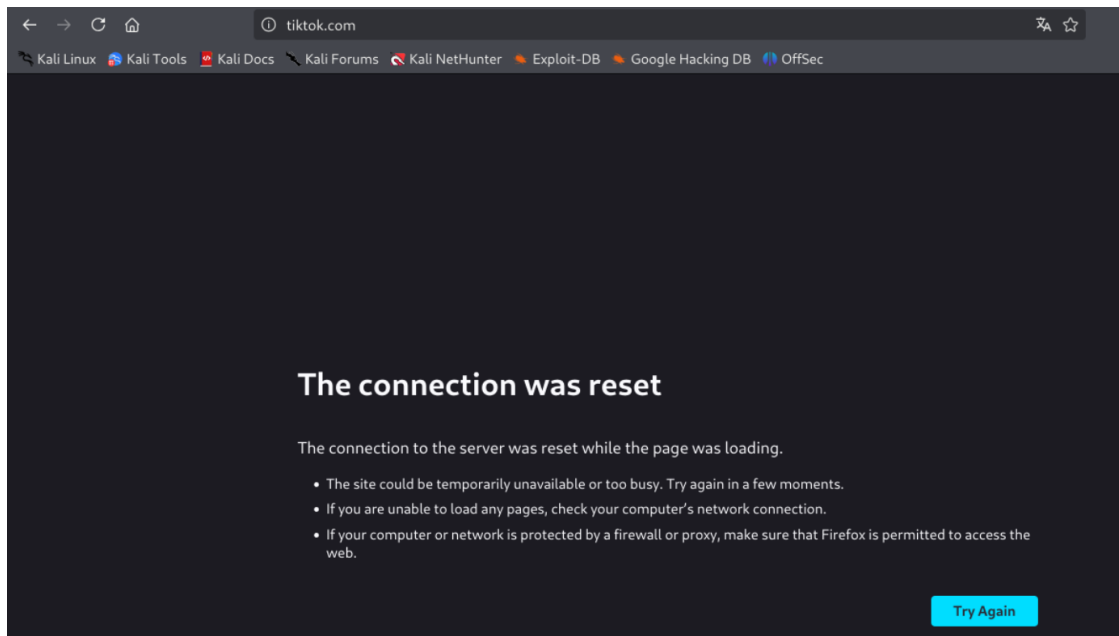 tiktok.com
Kali Linux Kali Tools Kali Docs Kali Forums Kali NetHunter Exploit-DB Google Hacking DB OffSec
The connection was reset
The connection to the server was reset while the page was loading.
• The site could be temporarily unavailable or too busy. Try again in a few moments.
• If you are unable to load any pages, check your computer’s network connection.
• If your computer or network is protected by a firewall or proxy, make sure that Firefox is permitted to access the
web.
Try Again